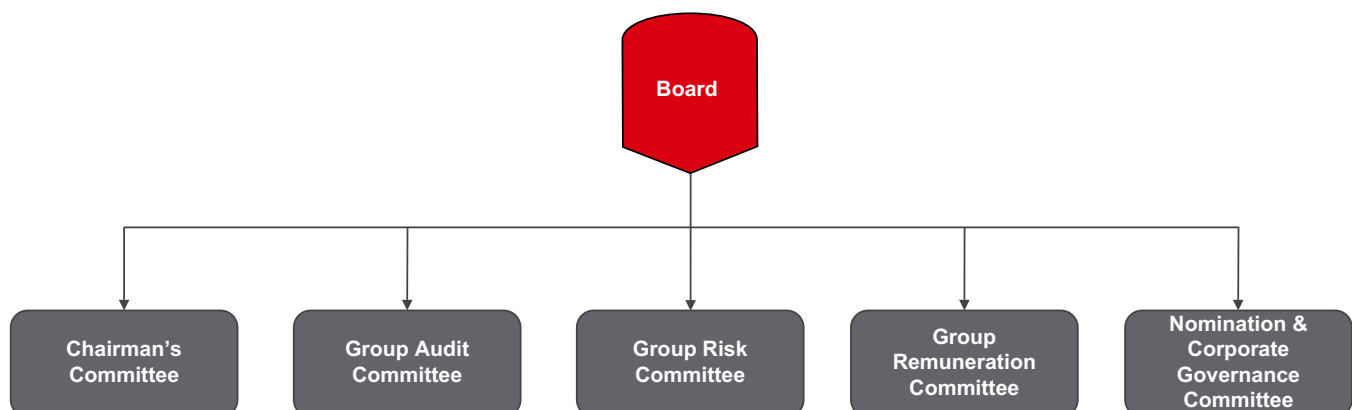 Board
Chairman’s
Committee
Group Audit
Committee
Group Risk
Committee
Group
Remuneration
Committee
Nomination &
Corporate
Governance
Committee